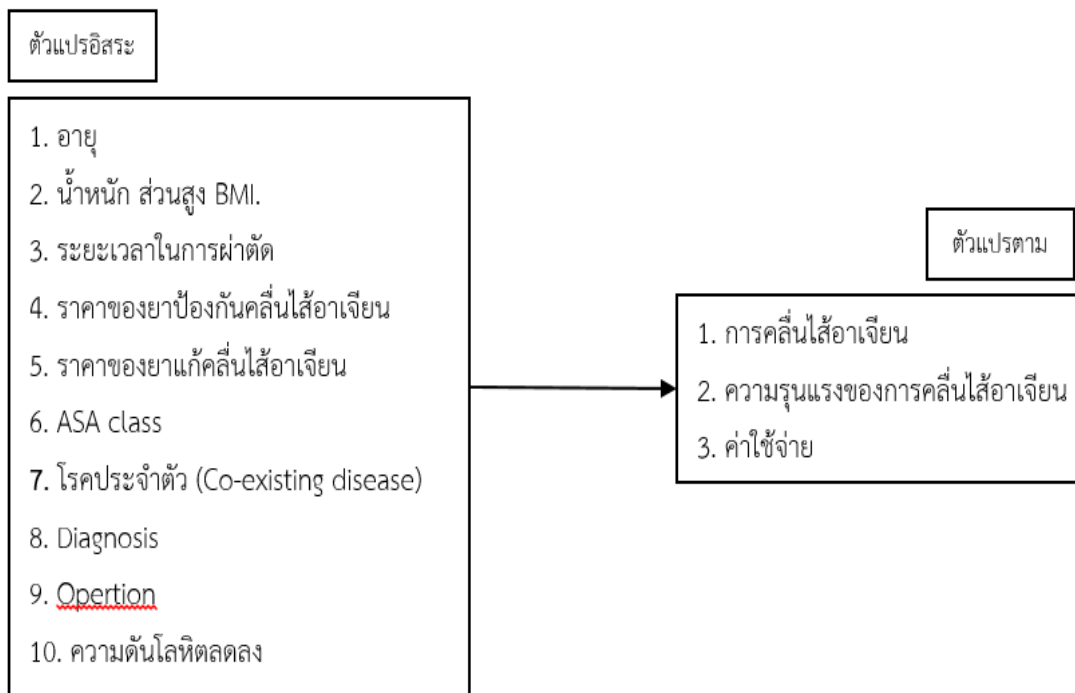 ตัวแปรอิสระ
1. อายุ
2. น้ำหนัก ส่วนสูง BMI.
3. ระยะเวลาในการผ่าตัด
4. ราคาของยาป้องกันคลื่นไส้อาเจียน
5. ราคาของยาแก้คลื่นไส้อาเจียน
6. ASA class
7. โรคประจำตัว (Co-existing disease)
8. Diagnosis
9. Opertion
10. ความดันโลหิตลดลง
ตัวแปรตาม
1. การคลื่นไส้อาเจียน
2. ความรุนแรงของการคลื่นไส้อาเจียน
3. ค่าใช้จ่าย